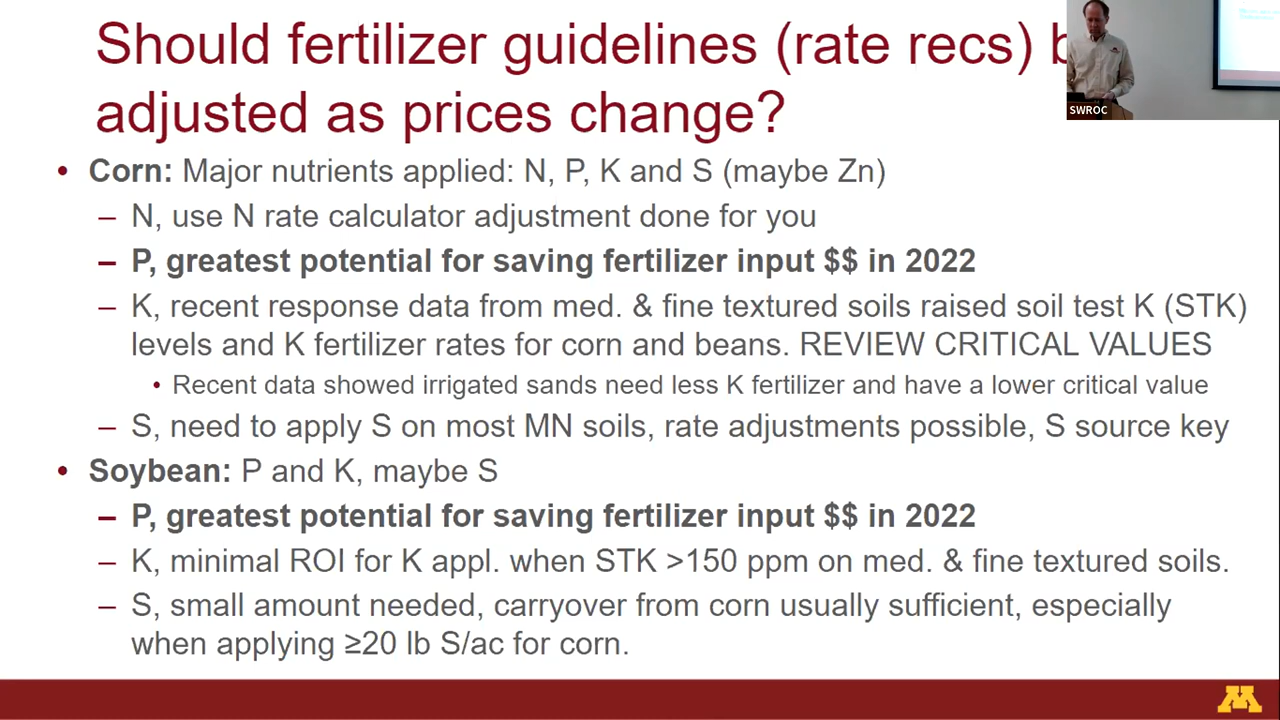 Should fertilizer guidelines (rate recs) b
adjusted as prices change?
SWROC
• Corn: Major nutrients applied: N, P, K and S (maybe Zn)
– N, use N rate calculator adjustment done for you
– P, greatest potential for saving fertilizer input $$ in 2022
– K, recent response data from med. & fine textured soils raised soil test K (STK)
levels and K fertilizer rates for corn and beans. REVIEW CRITICAL VALUES
• Recent data showed irrigated sands need less K fertilizer and have a lower critical value
– S, need to apply S on most MN soils, rate adjustments possible, S source key
• Soybean: P and K, maybe S
– P, greatest potential for saving fertilizer input $$ in 2022
– K, minimal ROI for K appl. when STK >150 ppm on med. & fine textured soils.
– S, small amount needed, carryover from corn usually sufficient, especially
when applying ≥20 lb S/ac for corn.
M